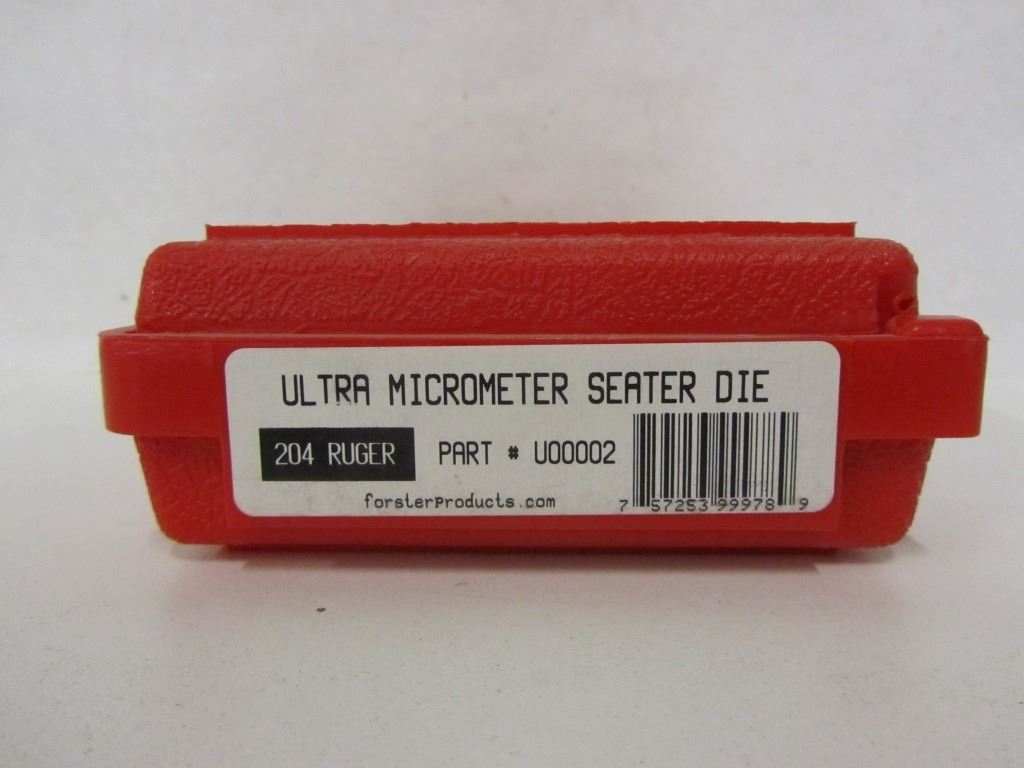 ULTRA MICROMETER SEATER DIE
204 RUGER PART # U00002
forsterproducts.com
7 57253 99978 9